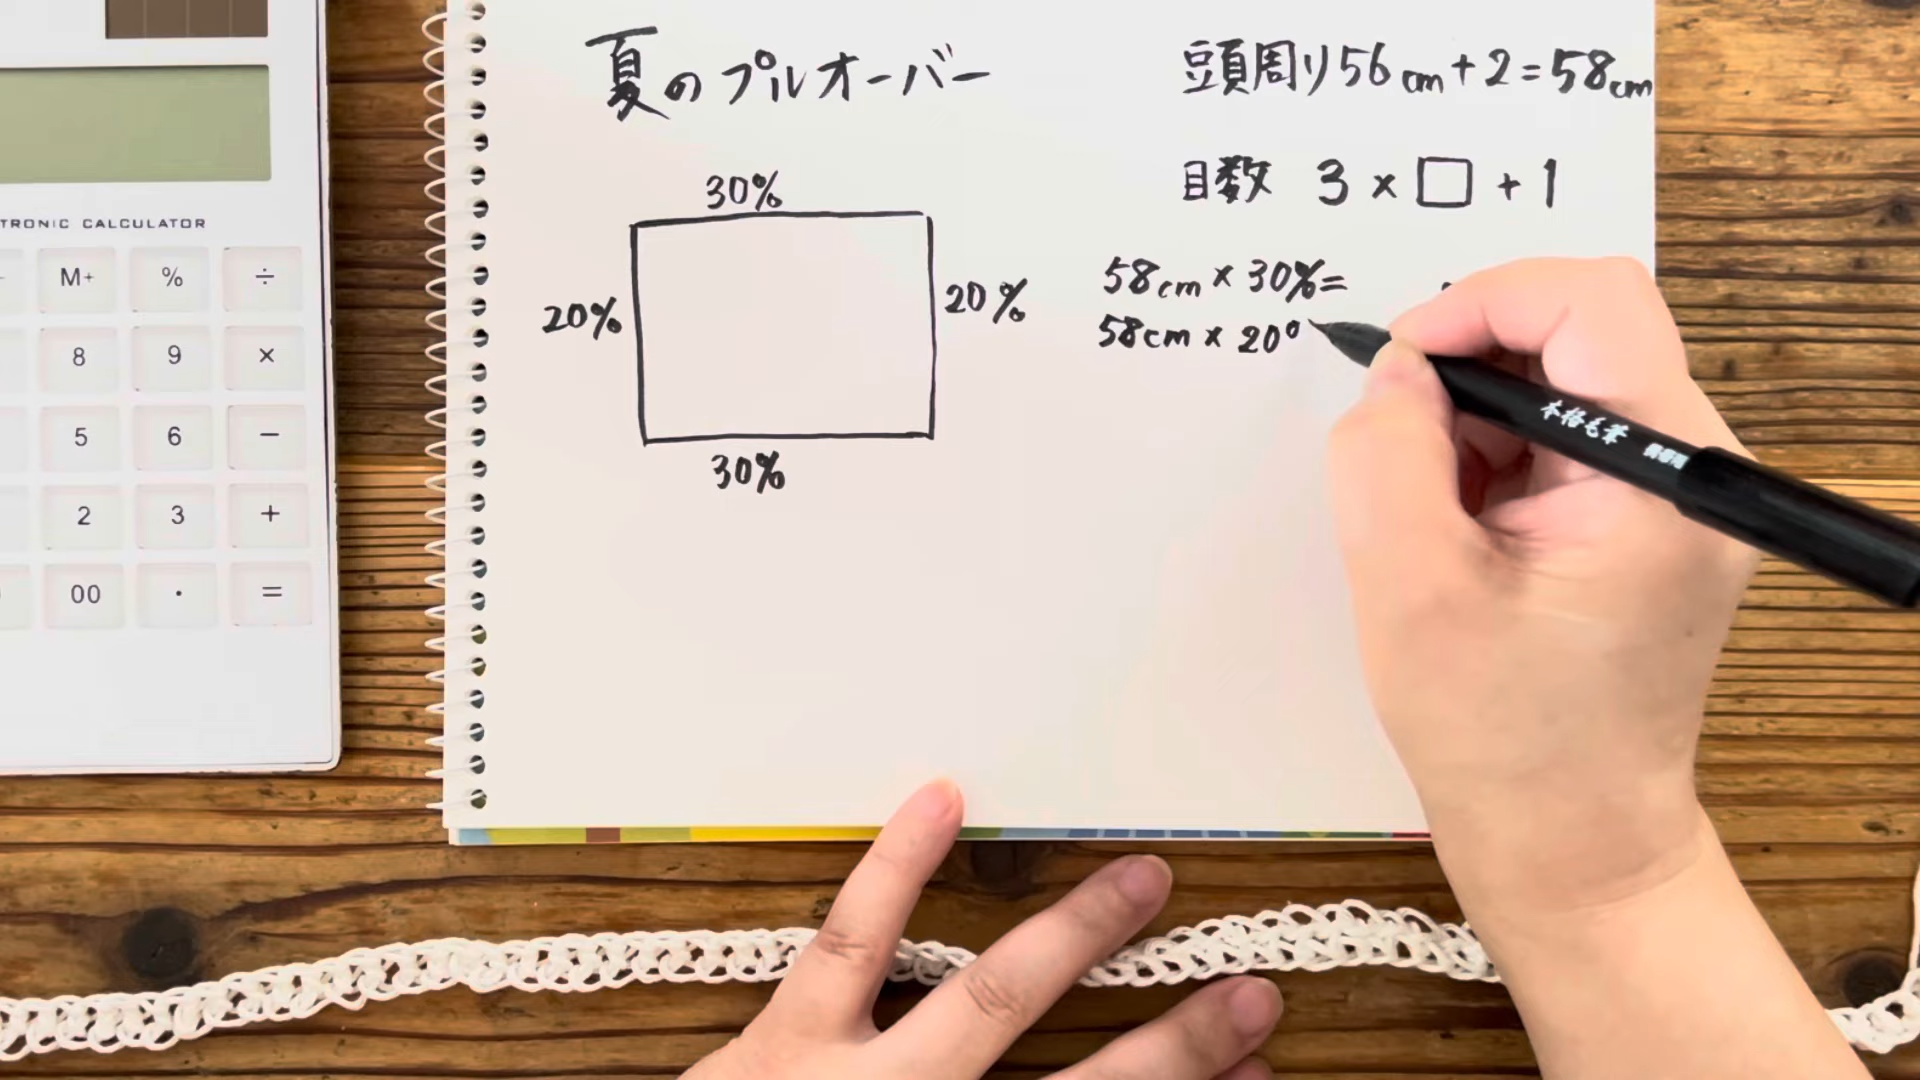 夏のプルオーバー
頭周り56cm+2=58cm
目数 3×□+1
30%
20%
20%
30%
58cm×30%=
58cm×20
本格毛筆
TRONIC CALCULATOR
M+ % ÷
8 9 ×
5 6 −
2 3 +
00 · =